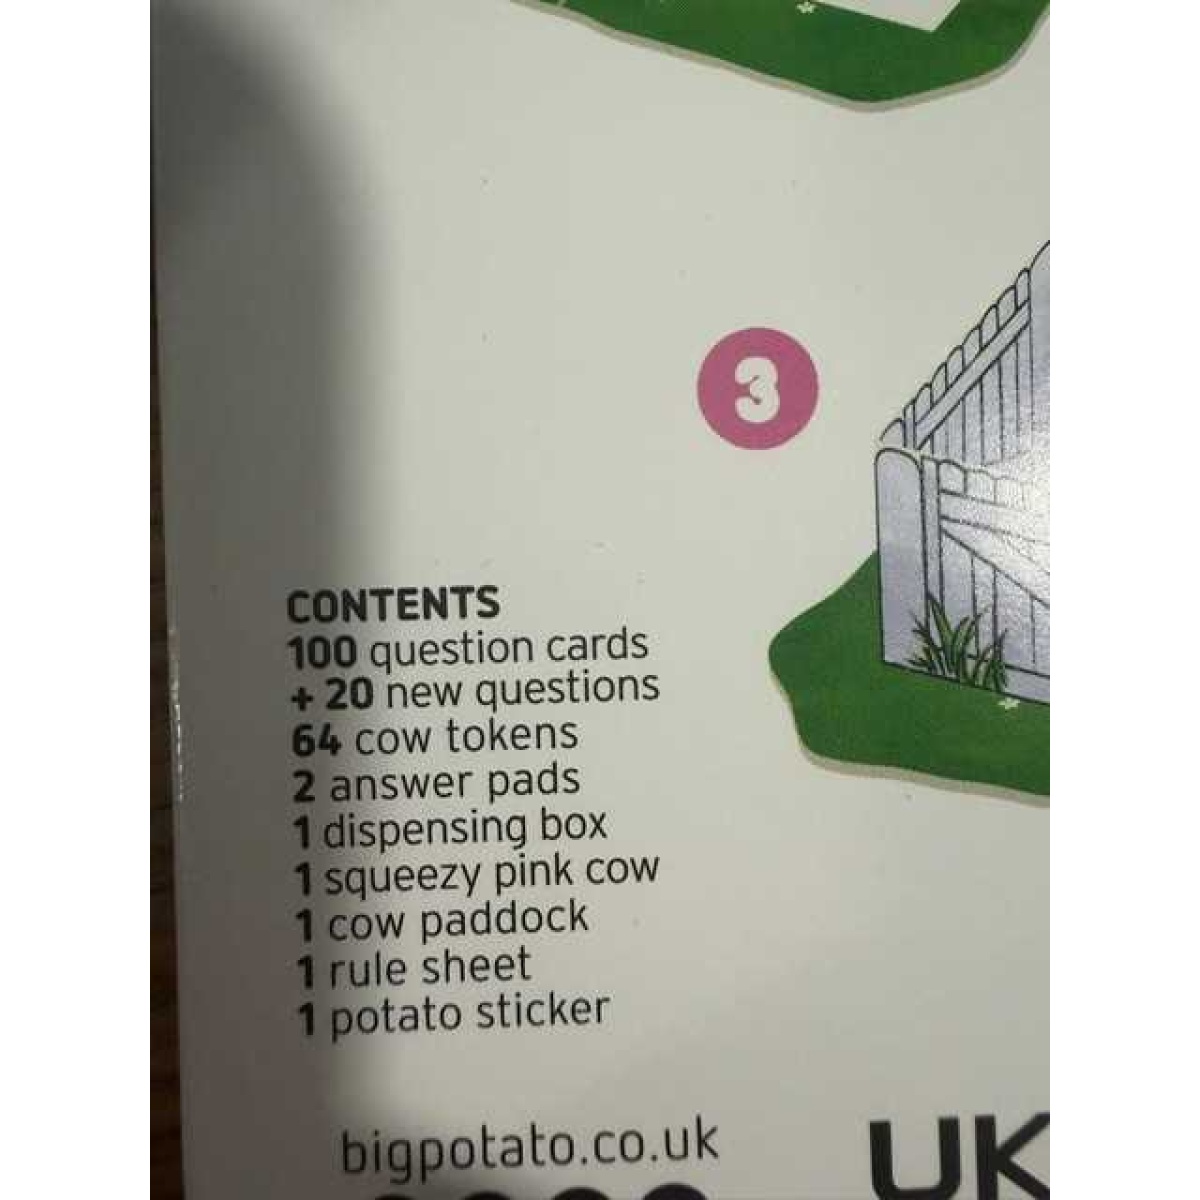 3
CONTENTS
100 question cards
+ 20 new questions
64 cow tokens
2 answer pads
1 dispensing box
1 squeezy pink cow
1 cow paddock
1 rule sheet
1 potato sticker
bigpotato.co.uk
UK